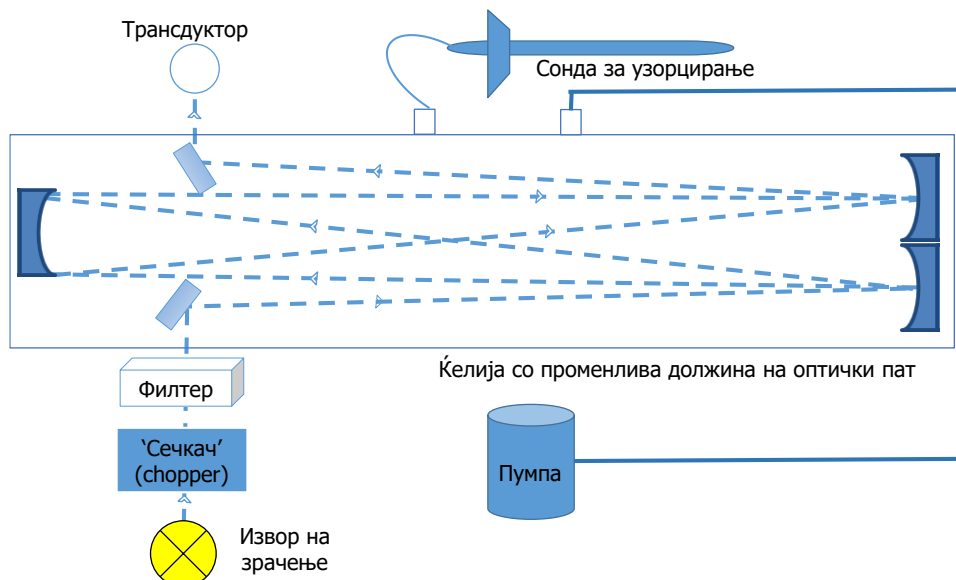 Трансдуктор
Сонда за узорцирање
Ќелија со променлива должина на оптички пат
Филтер
‘Сечкач’
(chopper)
Пумпа
Извор на
зрачење